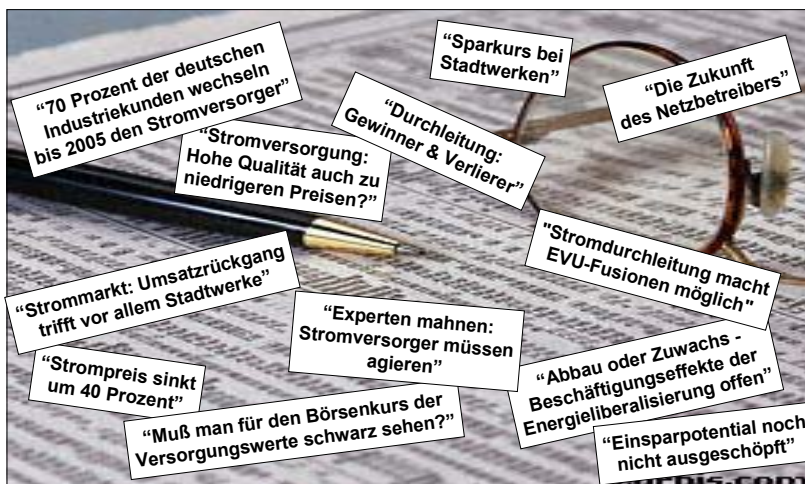 “70 Prozent der deutschen
Industriekunden wechseln
bis 2005 den Stromversorger”
“Sparkurs bei
Stadtwerken”
“Die Zukunft
des Netzbetreibers”
“Durchleitung:
Gewinner & Verlierer”
“Stromversorgung:
Hohe Qualität auch zu
niedrigeren Preisen?”
"Stromdurchleitung macht
EVU-Fusionen möglich"
“Strommarkt: Umsatzrückgang
trifft vor allem Stadtwerke”
“Experten mahnen:
Stromversorger müssen
agieren”
“Strompreis sinkt
um 40 Prozent”
“Abbau oder Zuwachs -
Beschäftigungseffekte der
Energieliberalisierung offen”
“Muß man für den Börsenkurs der
Versorgungswerte schwarz sehen?”
“Einsparpotential noch
nicht ausgeschöpft”